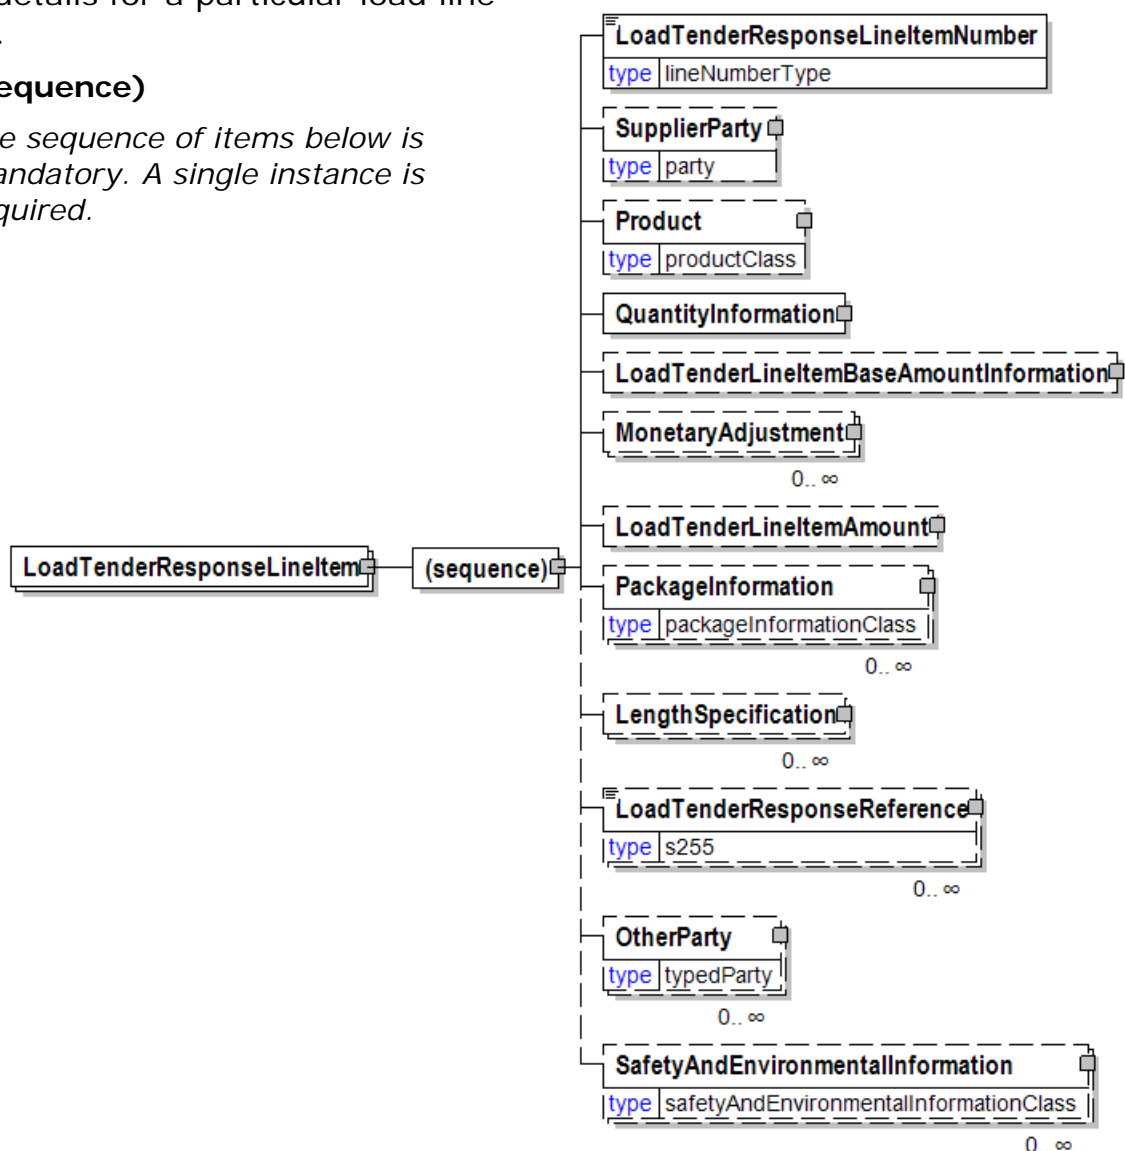 details for a particular load line
.
equence)
e sequence of items below is
andatory. A single instance is
quired.
LoadTenderResponseLineItem
(sequence)
LoadTenderResponseLineItemNumber
type lineNumberType
SupplierParty
type party
Product
type productClass
QuantityInformation
LoadTenderLineItemBaseAmountInformation
MonetaryAdjustment
0.. ∞
LoadTenderLineItemAmount
PackageInformation
type packageInformationClass
0.. ∞
LengthSpecification
0.. ∞
LoadTenderResponseReference
type s255
0.. ∞
OtherParty
type typedParty
0.. ∞
SafetyAndEnvironmentalInformation
type safetyAndEnvironmentalInformationClass
0.. ∞